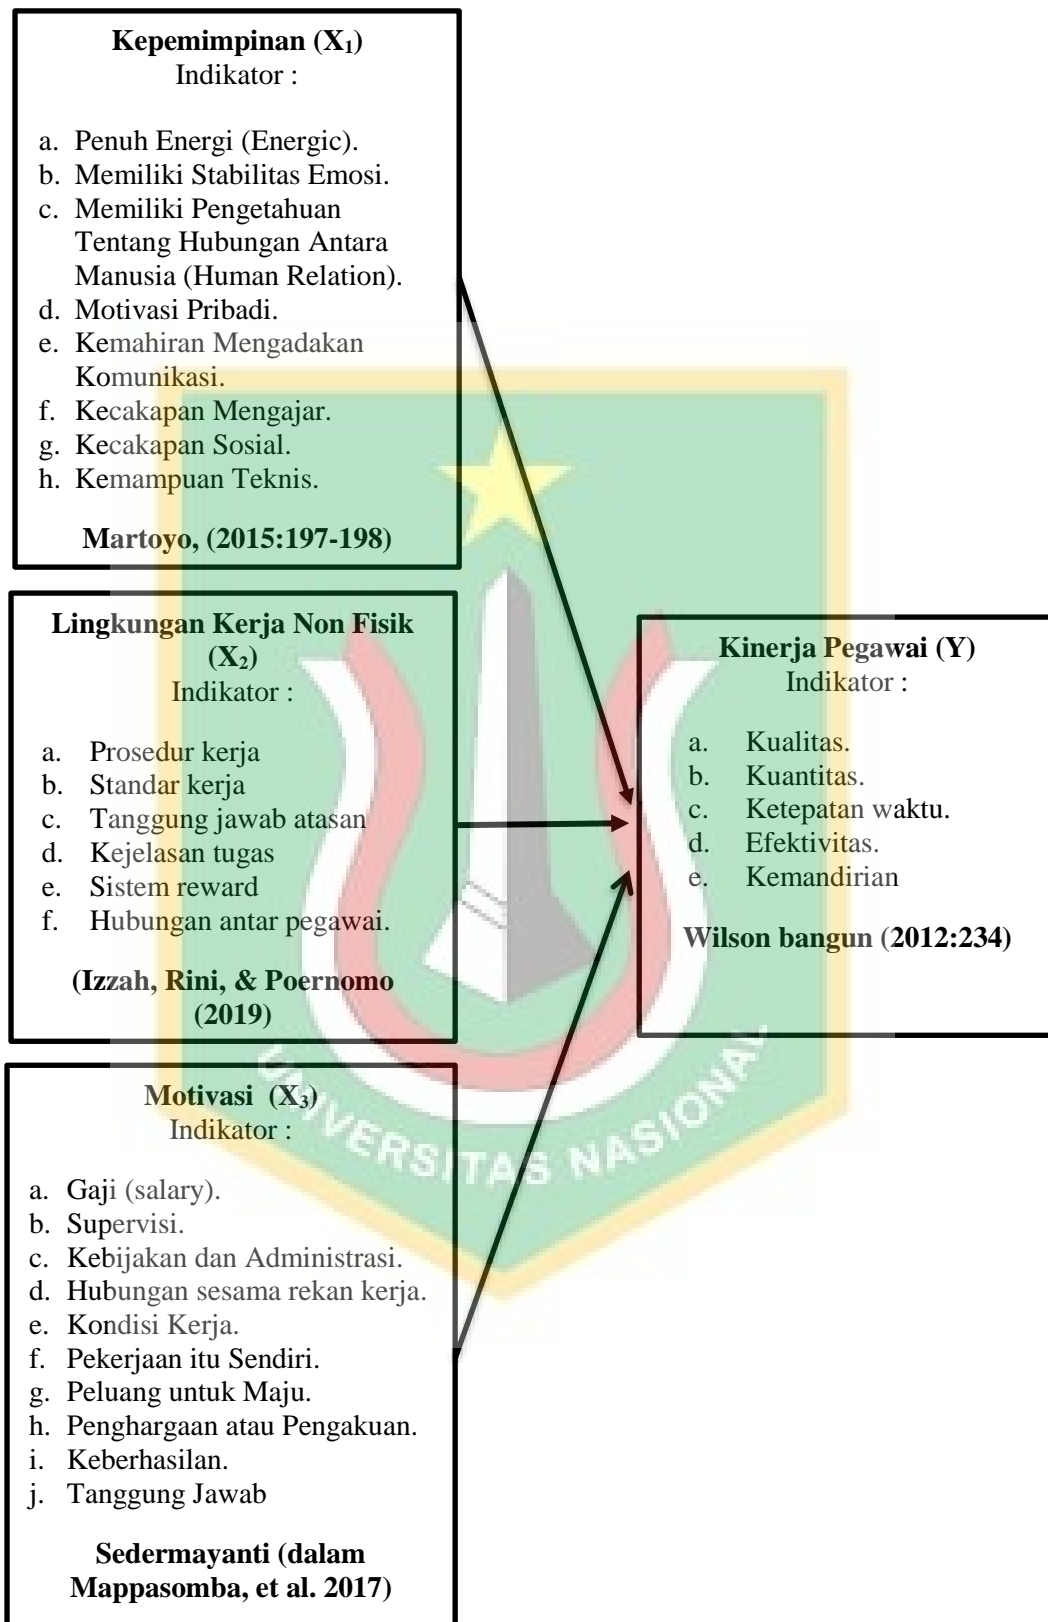 Kepemimpinan (X₁)
Indikator :
a. Penuh Energi (Energic).
b. Memiliki Stabilitas Emosi.
c. Memiliki Pengetahuan
Tentang Hubungan Antara
Manusia (Human Relation).
d. Motivasi Pribadi.
e. Kemahiran Mengadakan
Komunikasi.
f. Kecakapan Mengajar.
g. Kecakapan Sosial.
h. Kemampuan Teknis.
Martoyo, (2015:197-198)
Lingkungan Kerja Non Fisik
(X₂)
Indikator :
a. Prosedur kerja
b. Standar kerja
c. Tanggung jawab atasan
d. Kejelasan tugas
e. Sistem reward
f. Hubungan antar pegawai.
(Izzah, Rini, & Poernomo
(2019)
Kinerja Pegawai (Y)
Indikator :
a. Kualitas.
b. Kuantitas.
c. Ketepatan waktu.
d. Efektivitas.
e. Kemandirian
Wilson bangun (2012:234)
Motivasi (X₃)
Indikator :
a. Gaji (salary).
b. Supervisi.
c. Kebijakan dan Administrasi.
d. Hubungan sesama rekan kerja.
e. Kondisi Kerja.
f. Pekerjaan itu Sendiri.
g. Peluang untuk Maju.
h. Penghargaan atau Pengakuan.
i. Keberhasilan.
j. Tanggung Jawab
Sedermayanti (dalam
Mappasomba, et al. 2017)
UNIVERSITAS NASIONAL